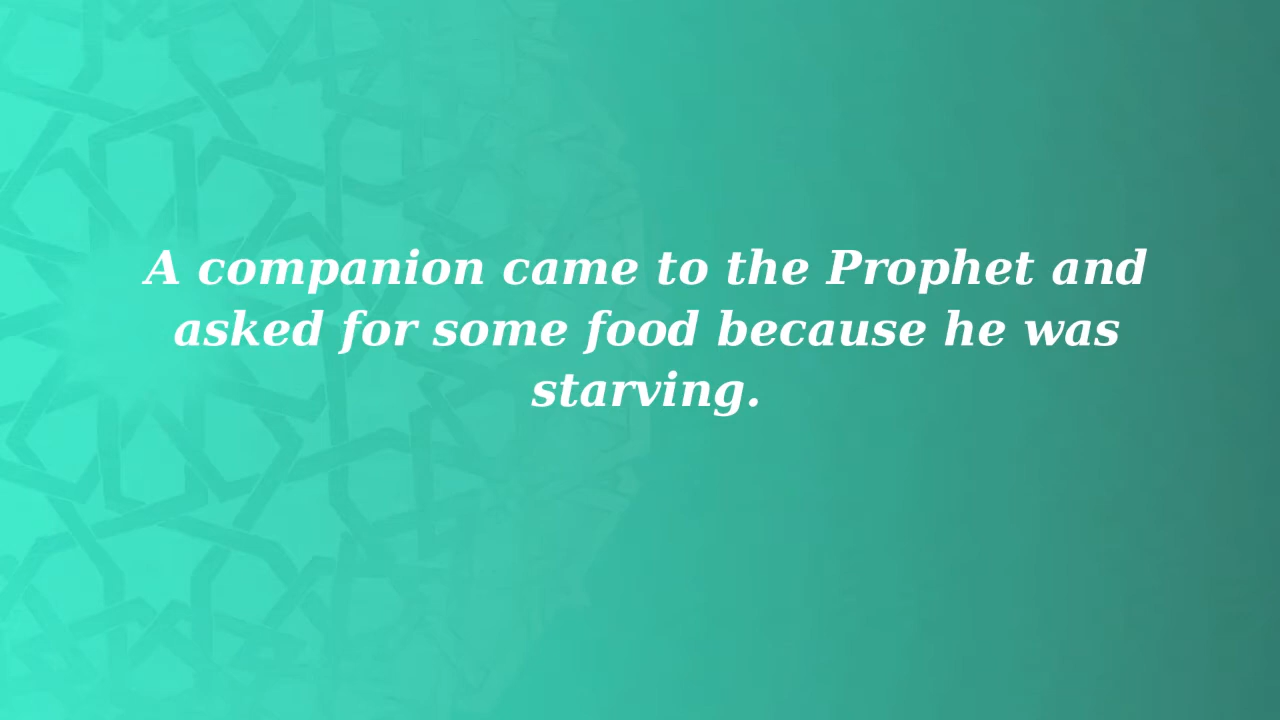 A companion came to the Prophet and
asked for some food because he was
starving.